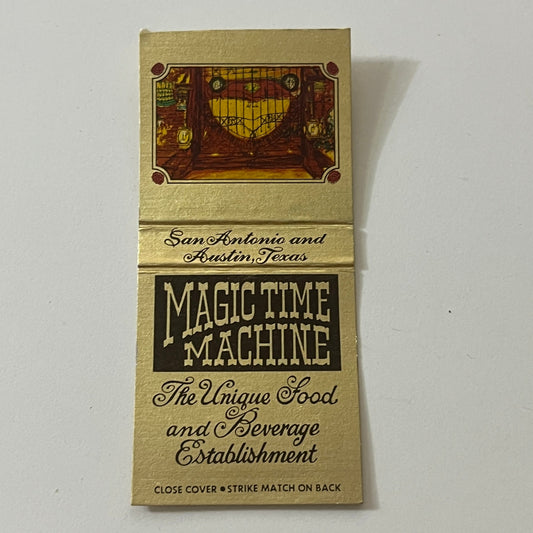 San Antonio and
Austin, Texas
MAGIC TIME
MACHINE
The Unique Food
and Beverage
Establishment
CLOSE COVER • STRIKE MATCH ON BACK